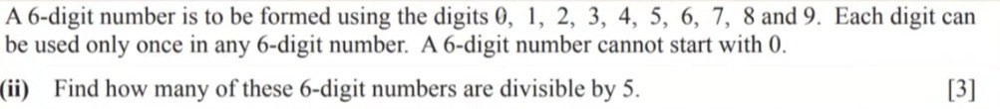 A 6-digit number is to be formed using the digits 0, 1, 2, 3, 4, 5, 6, 7, 8 and 9. Each digit can
be used only once in any 6-digit number. A 6-digit number cannot start with 0.
(ii) Find how many of these 6-digit numbers are divisible by 5. [3]